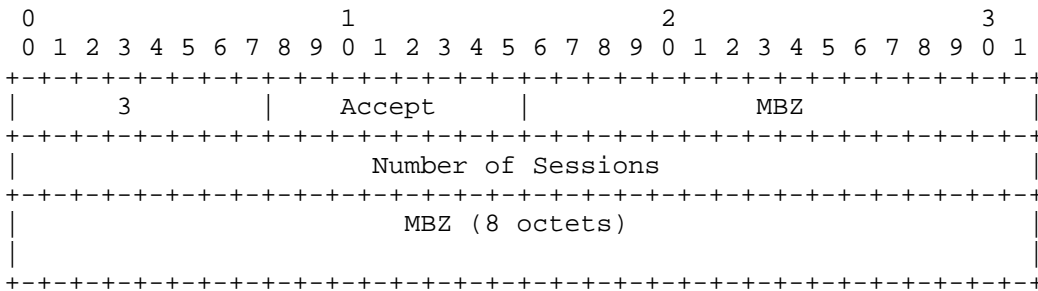 0                   1                   2                   3
 0 1 2 3 4 5 6 7 8 9 0 1 2 3 4 5 6 7 8 9 0 1 2 3 4 5 6 7 8 9 0 1
+-+-+-+-+-+-+-+-+-+-+-+-+-+-+-+-+-+-+-+-+-+-+-+-+-+-+-+-+-+-+-+-+
|      3        |    Accept     |              MBZ              |
+-+-+-+-+-+-+-+-+-+-+-+-+-+-+-+-+-+-+-+-+-+-+-+-+-+-+-+-+-+-+-+-+
|                      Number of Sessions                       |
+-+-+-+-+-+-+-+-+-+-+-+-+-+-+-+-+-+-+-+-+-+-+-+-+-+-+-+-+-+-+-+-+
|                        MBZ (8 octets)                         |
|                                                               |
+-+-+-+-+-+-+-+-+-+-+-+-+-+-+-+-+-+-+-+-+-+-+-+-+-+-+-+-+-+-+-+-+